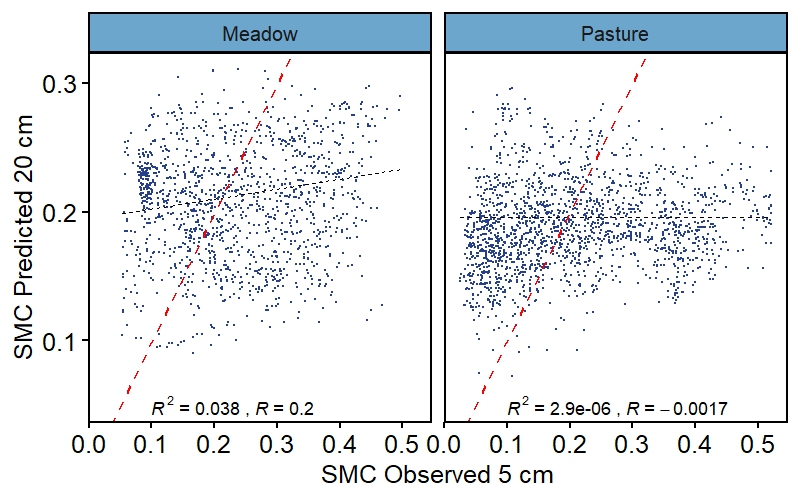 Meadow
Pasture
SMC Predicted 20 cm
0.3
0.2
0.1
R² = 0.038 , R = 0.2
R² = 2.9e-06 , R = −0.0017
0.0 0.1 0.2 0.3 0.4 0.5
0.0 0.1 0.2 0.3 0.4 0.5
SMC Observed 5 cm